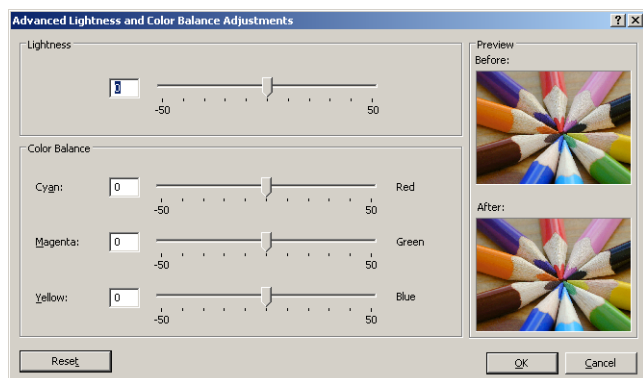 Advanced Lightness and Color Balance Adjustments
Lightness
0
-50 50
Color Balance
Cyan: 0 Red
-50 50
Magenta: 0 Green
-50 50
Yellow: 0 Blue
-50 50
Preview
Before:
After:
Reset
OK
Cancel